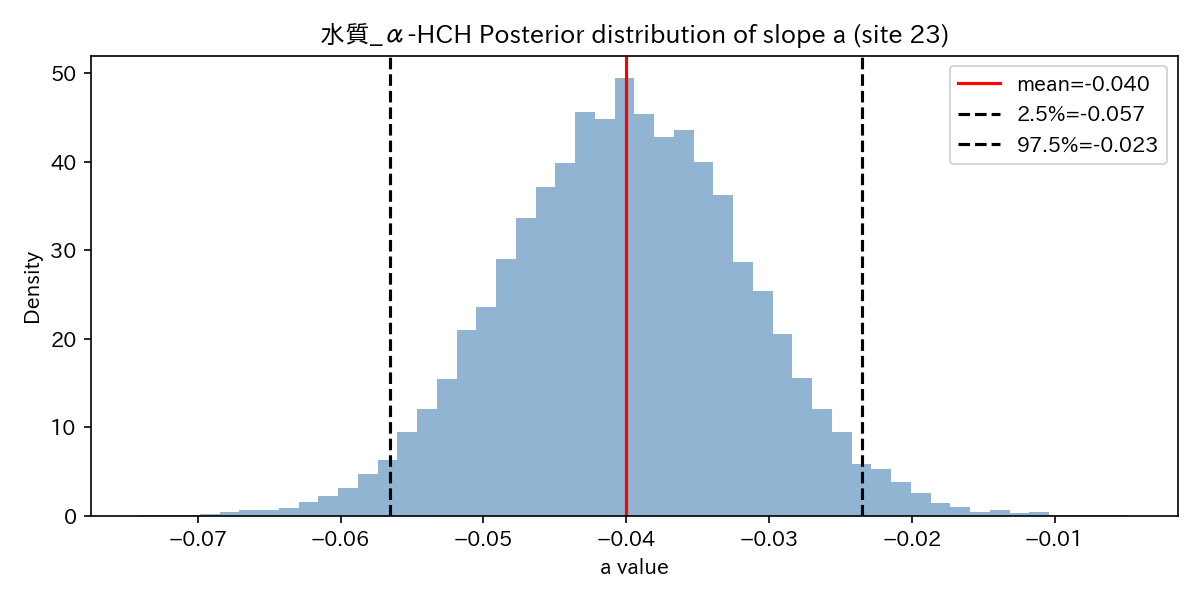 水質_α-HCH Posterior distribution of slope a (site 23)
mean=-0.040
2.5%=-0.057
97.5%=-0.023
Density
50
40
30
20
10
0
−0.07 −0.06 −0.05 −0.04 −0.03 −0.02 −0.01
a value